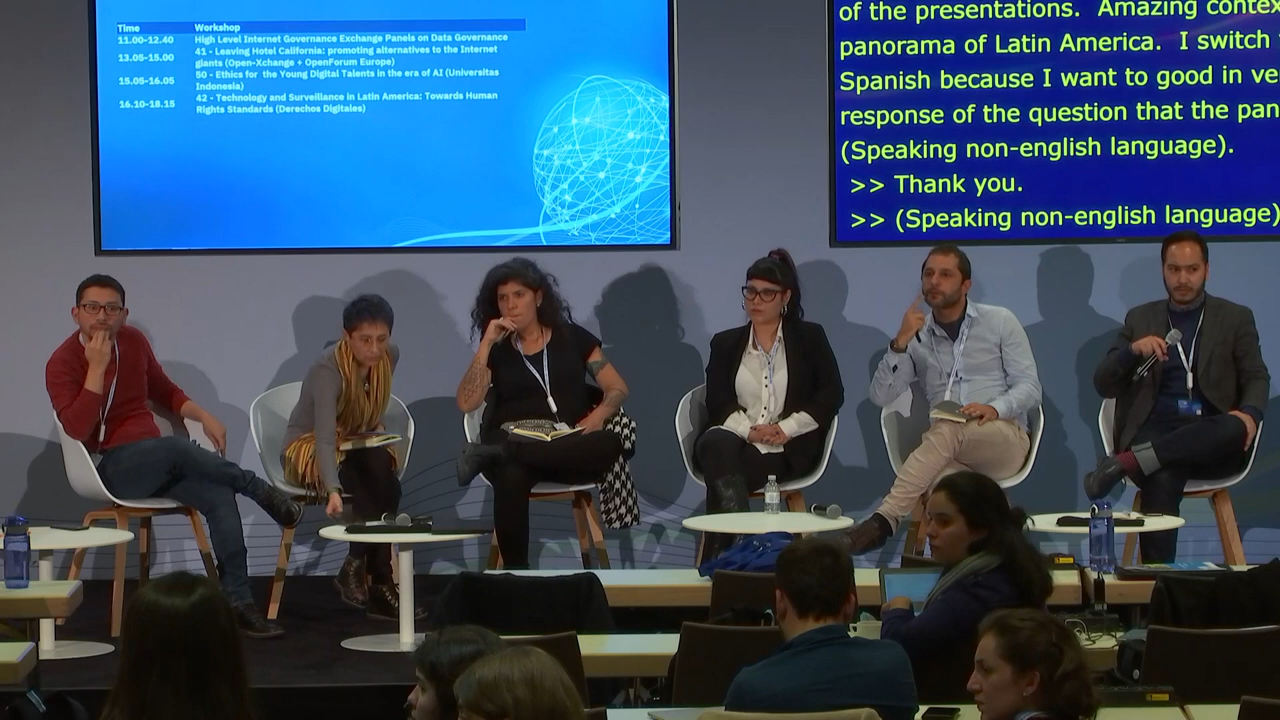 Time Workshop
11.00-12.40 High Level Internet Governance Exchange Panels on Data Governance
13.05-15.00 41 - Leaving Hotel California: promoting alternatives to the Internet
giants (Open-Xchange + OpenForum Europe)
15.05-16.05 50 - Ethics for the Young Digital Talents in the era of AI (Universitas
Indonesia)
16.10-18.15 42 - Technology and Surveillance in Latin America: Towards Human
Rights Standards (Derechos Digitales)
of the presentations. Amazing contex
panorama of Latin America. I switch
Spanish because I want to good in ve
response of the question that the pan
(Speaking non-english language).
>> Thank you.
>> (Speaking non-english language)